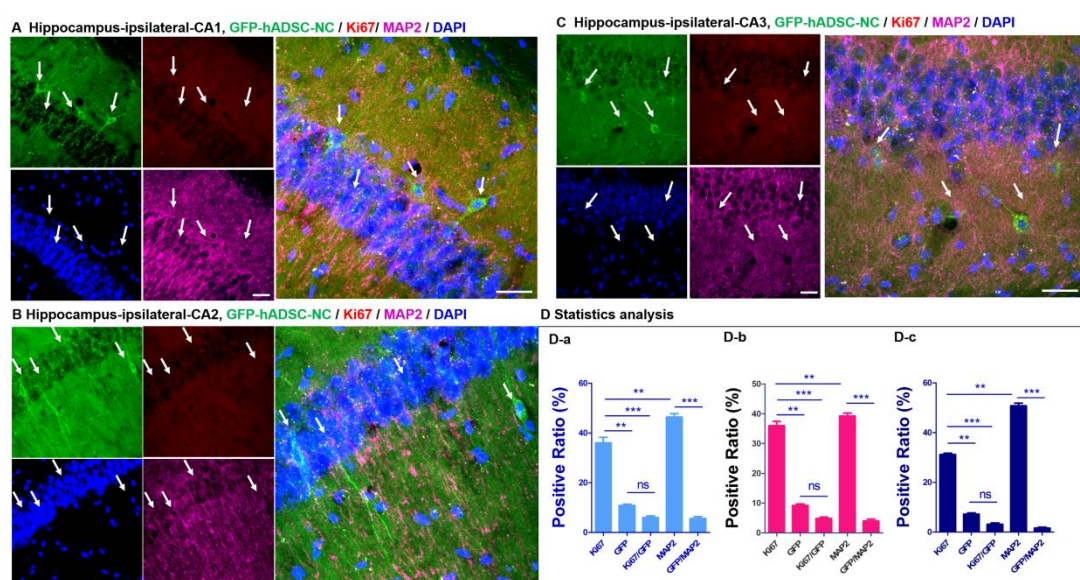 A Hippocampus-ipsilateral-CA1, GFP-hADSC-NC / Ki67/ MAP2 / DAPI
C Hippocampus-ipsilateral-CA3, GFP-hADSC-NC / Ki67 / MAP2 / DAPI
B Hippocampus-ipsilateral-CA2, GFP-hADSC-NC / Ki67 / MAP2 / DAPI
D Statistics analysis
D-a
Positive Ratio (%)
60
40
20
0
**
***
**
ns
***
Ki67
GFP
Ki67/GFP
MAP2
GFP/MAP2
D-b
Positive Ratio (%)
50
40
30
20
10
0
**
***
**
ns
***
Ki67
GFP
Ki67/GFP
MAP2
GFP/MAP2
D-c
Positive Ratio (%)
60
40
20
0
**
***
**
ns
***
Ki67
GFP
Ki67/GFP
MAP2
GFP/MAP2